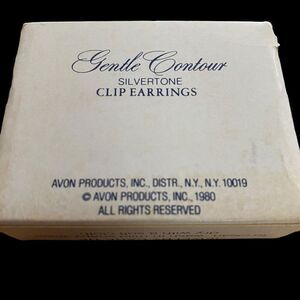 Gentle Contour
SILVERTONE
CLIP EARRINGS
AVON PRODUCTS, INC., DISTR., N.Y., N.Y. 10019
© AVON PRODUCTS, INC., 1980
ALL RIGHTS RESERVED